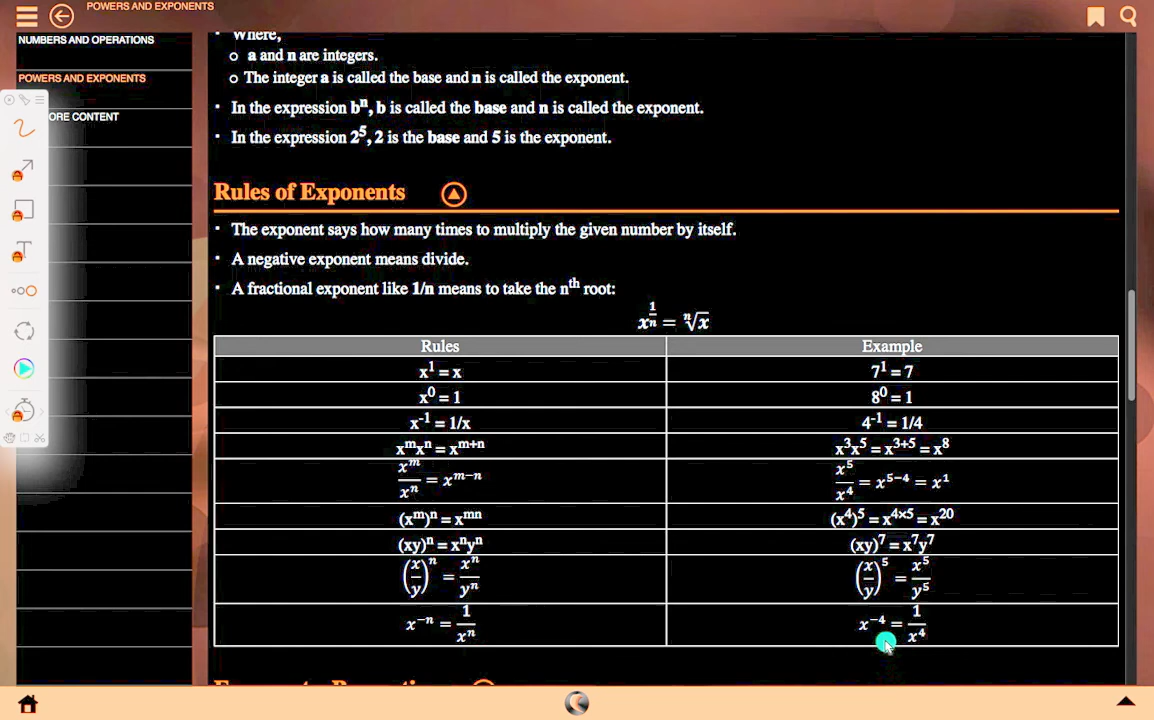 POWERS AND EXPONENTS
NUMBERS AND OPERATIONS
POWERS AND EXPONENTS
ORE CONTENT
Where,
a and n are integers.
The integer a is called the base and n is called the exponent.
In the expression bⁿ, b is called the base and n is called the exponent.
In the expression 2⁵, 2 is the base and 5 is the exponent.
Rules of Exponents
The exponent says how many times to multiply the given number by itself.
A negative exponent means divide.
A fractional exponent like 1/n means to take the nᵗʰ root:
x^(1/n) = ⁿ√x
Rules Example
x¹ = x 7¹ = 7
x⁰ = 1 8⁰ = 1
x⁻¹ = 1/x 4⁻¹ = 1/4
xᵐxⁿ = xᵐ⁺ⁿ x³x⁵ = x³⁺⁵ = x⁸
xᵐ/xⁿ = xᵐ⁻ⁿ x⁵/x⁴ = x⁵⁻⁴ = x¹
(xᵐ)ⁿ = xᵐⁿ (x⁴)⁵ = x⁴ˣ⁵ = x²⁰
(xy)ⁿ = xⁿyⁿ (xy)⁷ = x⁷y⁷
(x/y)ⁿ = xⁿ/yⁿ (x/y)⁵ = x⁵/y⁵
x⁻ⁿ = 1/xⁿ x⁻⁴ = 1/x⁴